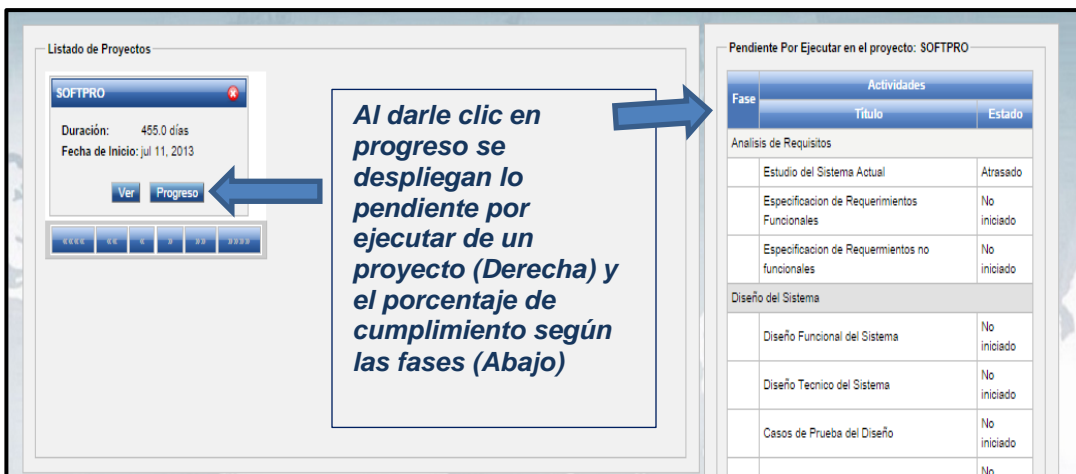 Listado de Proyectos
SOFTPRO
Duración: 455.0 días
Fecha de Inicio: jul 11, 2013
Ver Progreso
«««« «« « » »» »»»»
Al darle clic en
progreso se
despliegan lo
pendiente por
ejecutar de un
proyecto (Derecha) y
el porcentaje de
cumplimiento según
las fases (Abajo)
Pendiente Por Ejecutar en el proyecto: SOFTPRO
Fase
Actividades
Título Estado
Analisis de Requisitos
Estudio del Sistema Actual Atrasado
Especificacion de Requerimientos
Funcionales
No
iniciado
Especificacion de Requermientos no
funcionales
No
iniciado
Diseño del Sistema
Diseño Funcional del Sistema
No
iniciado
Diseño Tecnico del Sistema
No
iniciado
Casos de Prueba del Diseño
No
iniciado
No